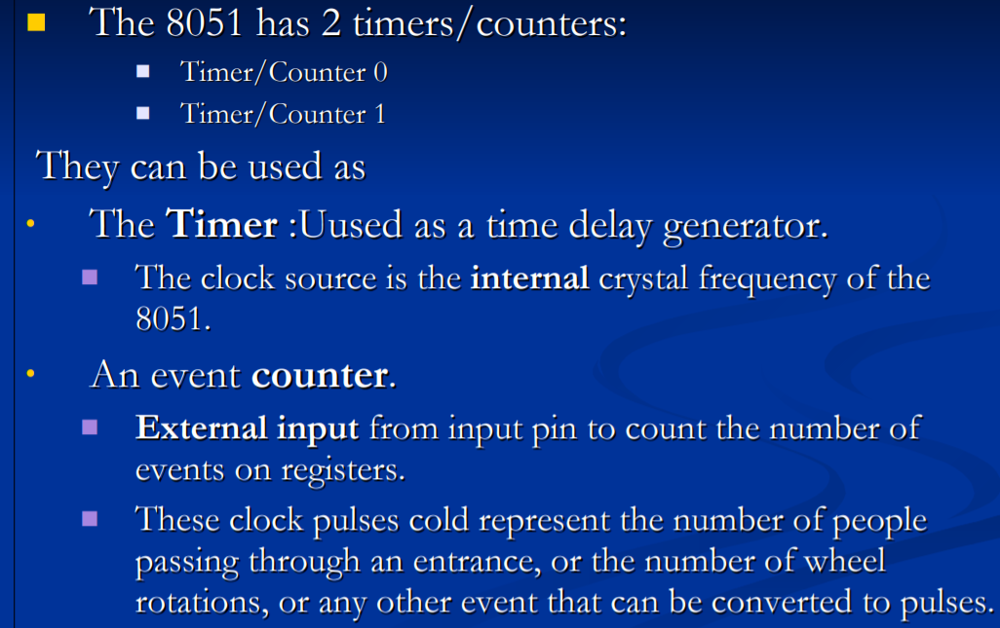 The 8051 has 2 timers/counters:
Timer/Counter 0
Timer/Counter 1
They can be used as
The Timer :Uused as a time delay generator.
The clock source is the internal crystal frequency of the
8051.
An event counter.
External input from input pin to count the number of
events on registers.
These clock pulses cold represent the number of people
passing through an entrance, or the number of wheel
rotations, or any other event that can be converted to pulses.